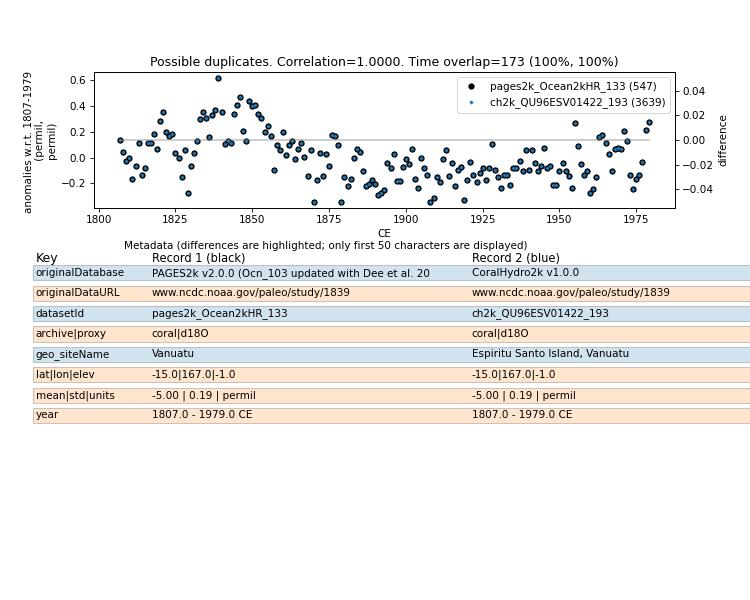 Possible duplicates. Correlation=1.0000. Time overlap=173 (100%, 100%)
anomalies w.r.t. 1807-1979
(permil,
permil)
0.6
0.4
0.2
0.0
−0.2
pages2k_Ocean2kHR_133 (547)
ch2k_QU96ESV01422_193 (3639)
0.04
0.02
0.00
−0.02
−0.04
difference
1800 1825 1850 1875 1900 1925 1950 1975
CE
Metadata (differences are highlighted; only first 50 characters are displayed)
Key Record 1 (black) Record 2 (blue)
originalDatabase PAGES2k v2.0.0 (Ocn_103 updated with Dee et al. 20 CoralHydro2k v1.0.0
originalDataURL www.ncdc.noaa.gov/paleo/study/1839 www.ncdc.noaa.gov/paleo/study/1839
datasetId pages2k_Ocean2kHR_133 ch2k_QU96ESV01422_193
archive|proxy coral|d18O coral|d18O
geo_siteName Vanuatu Espiritu Santo Island, Vanuatu
lat|lon|elev -15.0|167.0|-1.0 -15.0|167.0|-1.0
mean|std|units -5.00 | 0.19 | permil -5.00 | 0.19 | permil
year 1807.0 - 1979.0 CE 1807.0 - 1979.0 CE